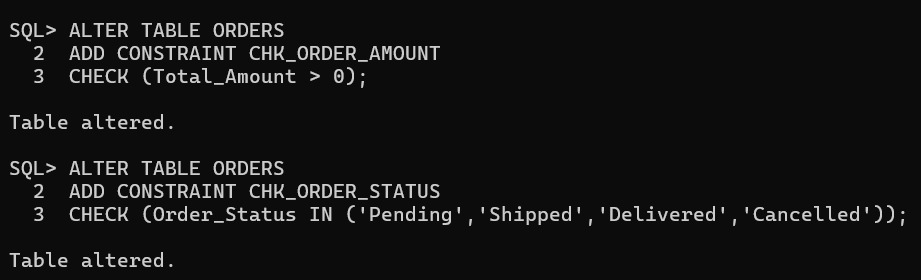 SQL> ALTER TABLE ORDERS
2 ADD CONSTRAINT CHK_ORDER_AMOUNT
3 CHECK (Total_Amount > 0);
Table altered.
SQL> ALTER TABLE ORDERS
2 ADD CONSTRAINT CHK_ORDER_STATUS
3 CHECK (Order_Status IN ('Pending','Shipped','Delivered','Cancelled'));
Table altered.